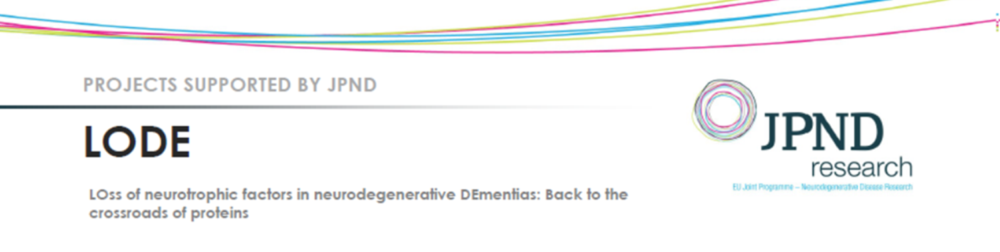 PROJECTS SUPPORTED BY JPND
LODE
LOss of neurotrophic factors in neurodegenerative DEmentias: Back to the
crossroads of proteins
JPND
research
EU Joint Programme – Neurodegenerative Disease Research